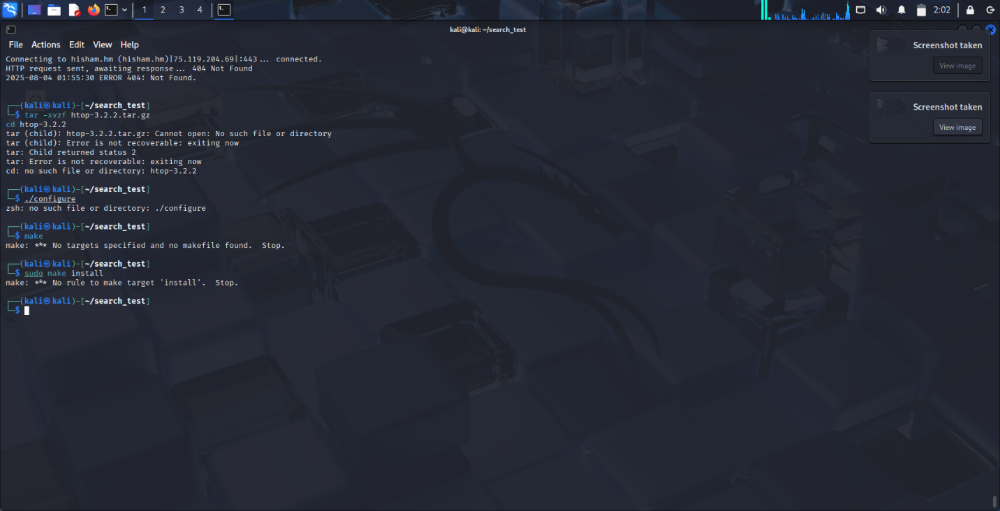 1 2 3 4
2:02
kali@kali: ~/search_test
File Actions Edit View Help
Connecting to hisham.hm (hisham.hm)|75.119.204.69|:443... connected.
HTTP request sent, awaiting response... 404 Not Found
2025-08-04 01:55:30 ERROR 404: Not Found.
┌──(kali㉿kali)-[~/search_test]
└─$ tar -xvzf htop-3.2.2.tar.gz
cd htop-3.2.2
tar (child): htop-3.2.2.tar.gz: Cannot open: No such file or directory
tar (child): Error is not recoverable: exiting now
tar: Child returned status 2
tar: Error is not recoverable: exiting now
cd: no such file or directory: htop-3.2.2
┌──(kali㉿kali)-[~/search_test]
└─$ ./configure
zsh: no such file or directory: ./configure
┌──(kali㉿kali)-[~/search_test]
└─$ make
make: *** No targets specified and no makefile found.  Stop.
┌──(kali㉿kali)-[~/search_test]
└─$ sudo make install
make: *** No rule to make target 'install'.  Stop.
┌──(kali㉿kali)-[~/search_test]
└─$
Screenshot taken
View image
Screenshot taken
View image